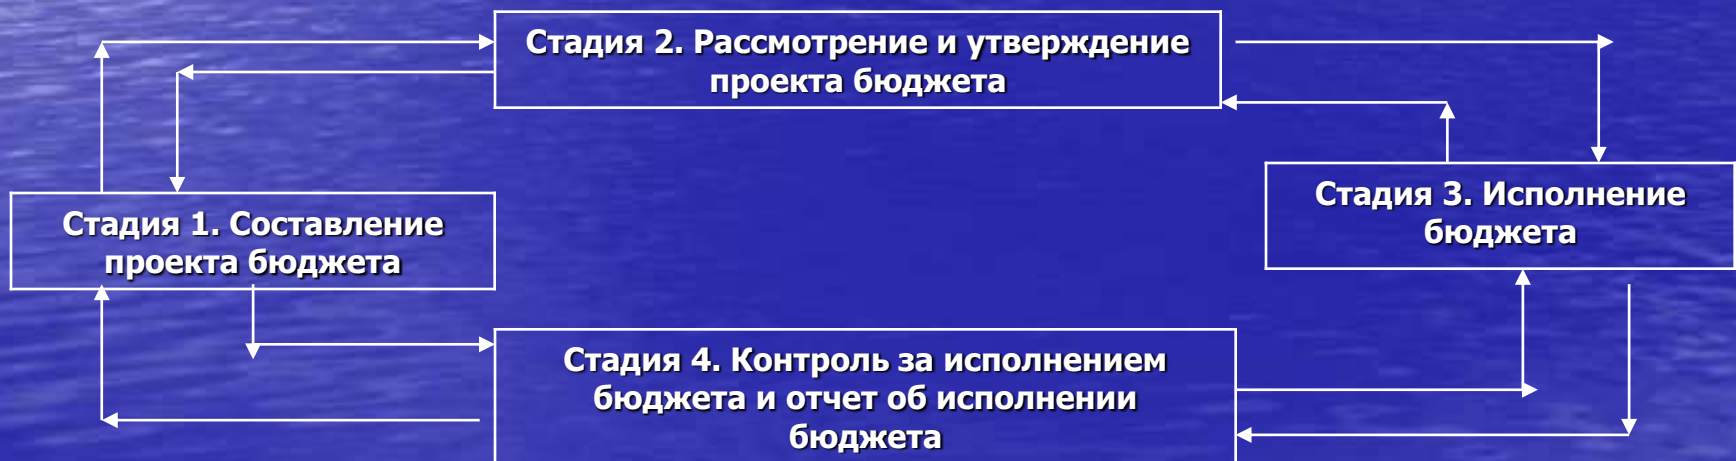 Стадия 2. Рассмотрение и утверждение
проекта бюджета
Стадия 3. Исполнение
бюджета
Стадия 1. Составление
проекта бюджета
Стадия 4. Контроль за исполнением
бюджета и отчет об исполнении
бюджета